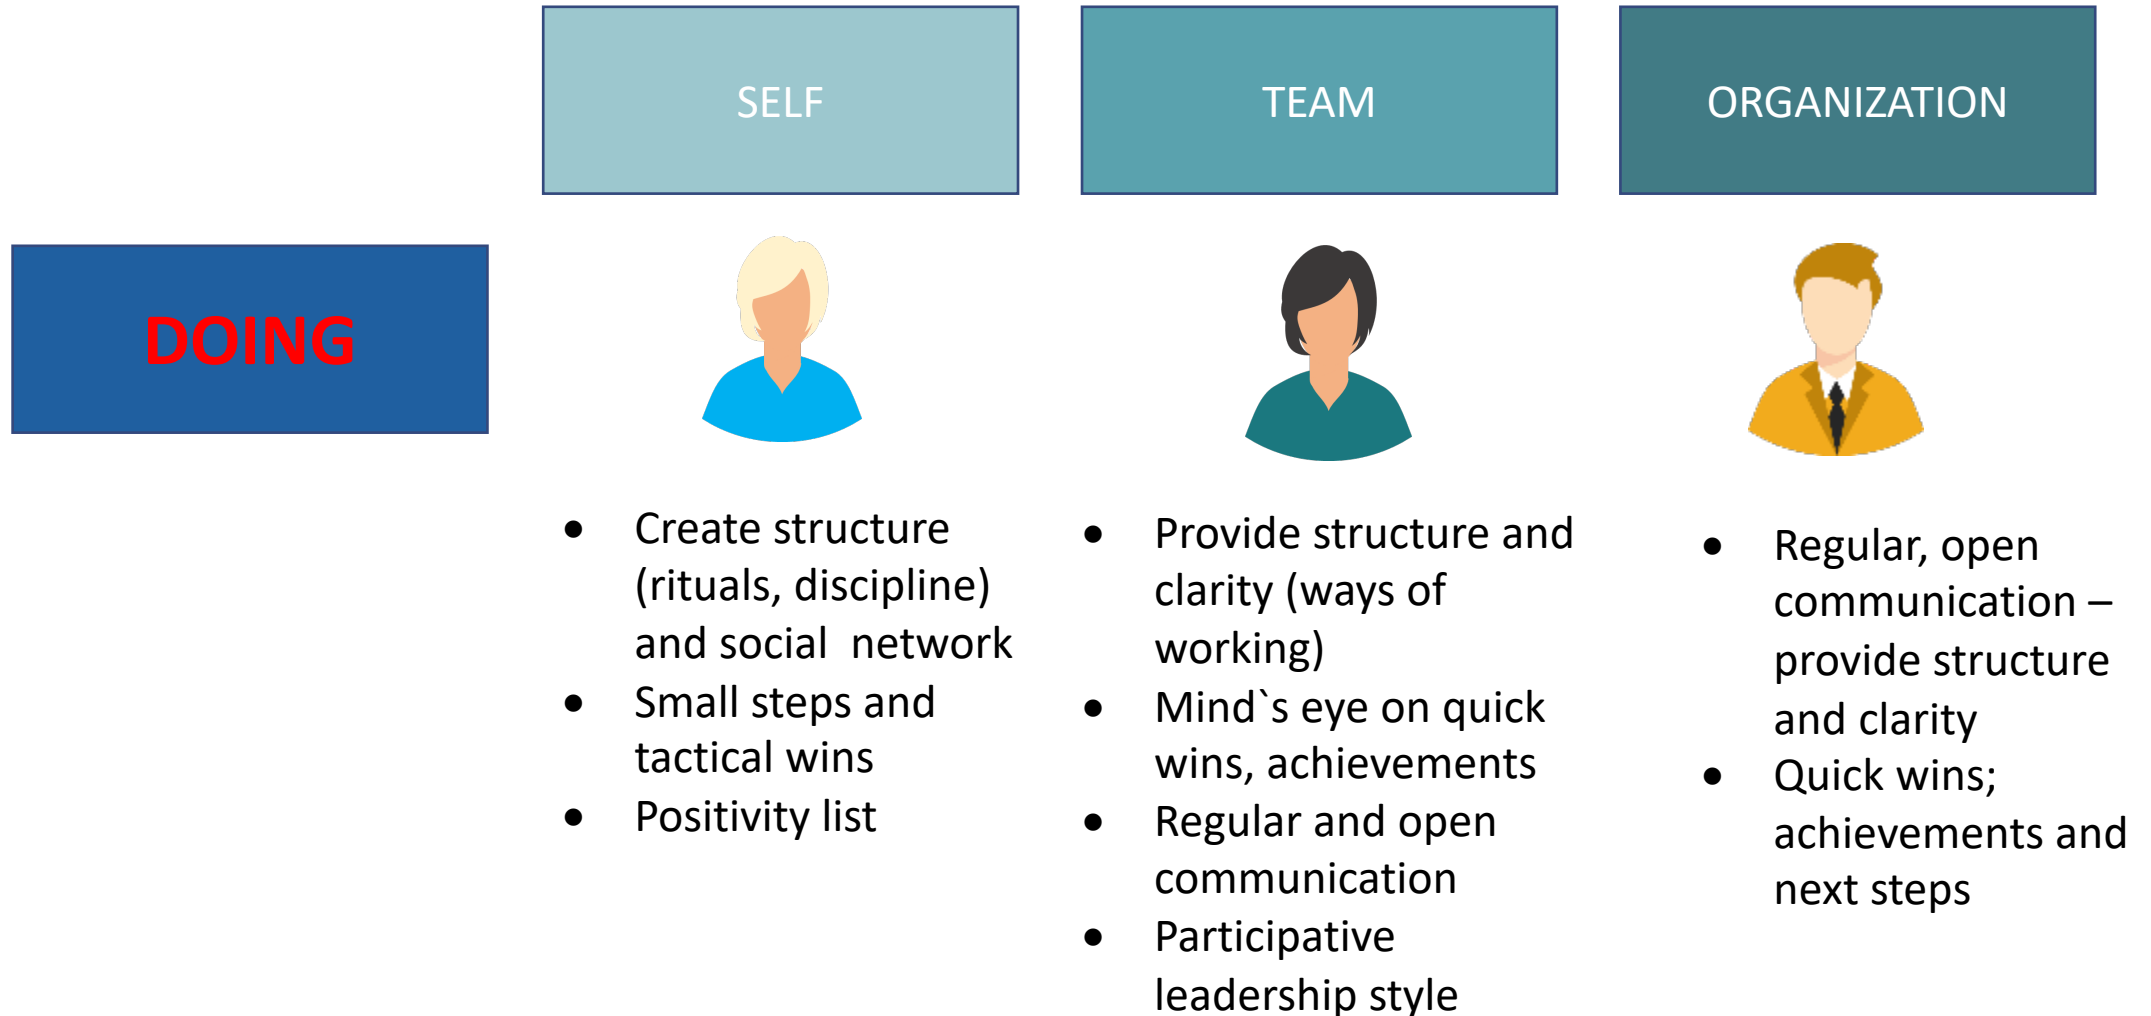 SELF
TEAM
ORGANIZATION
DOING
• Create structure
(rituals, discipline)
and social  network
• Small steps and
tactical wins
• Positivity list
• Provide structure and
clarity (ways of
working)
• Mind`s eye on quick
wins, achievements
• Regular and open
communication
• Participative
leadership style
• Regular, open
communication –
provide structure
and clarity
• Quick wins;
achievements and
next steps